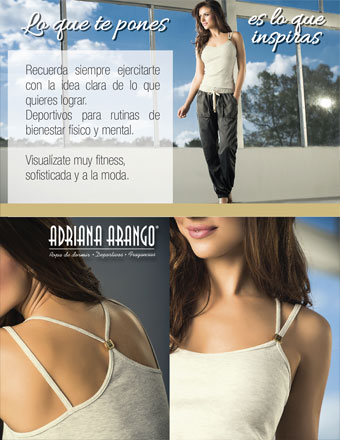 Lo que te pones
es lo que
inspiras
Recuerda siempre ejercitarte
con la idea clara de lo que
quieres lograr.
Deportivos para rutinas de
bienestar físico y mental.
Visualízate muy fitness,
sofisticada y a la moda.
ADRIANA ARANGO®
Ropa de dormir • Deportivos • Fragancias